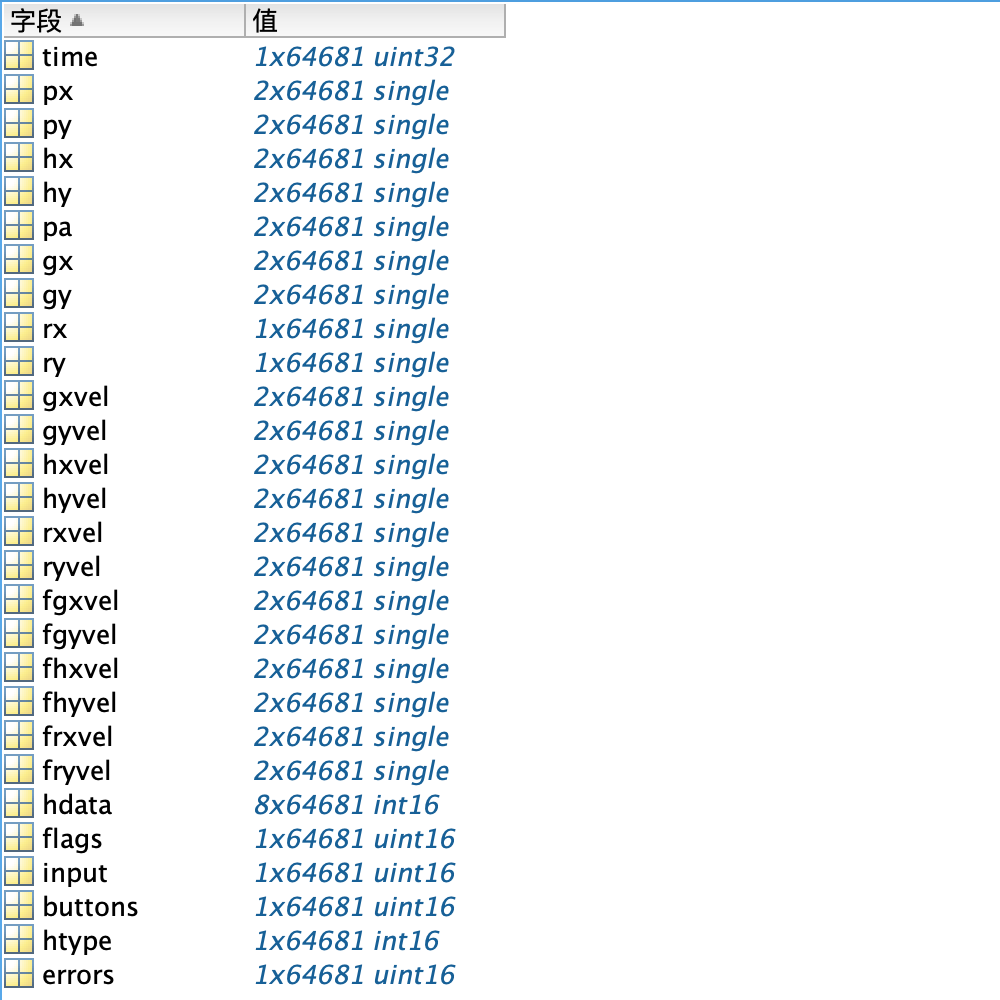 字段 值
time 1x64681 uint32
px 2x64681 single
py 2x64681 single
hx 2x64681 single
hy 2x64681 single
pa 2x64681 single
gx 2x64681 single
gy 2x64681 single
rx 1x64681 single
ry 1x64681 single
gxvel 2x64681 single
gyvel 2x64681 single
hxvel 2x64681 single
hyvel 2x64681 single
rxvel 2x64681 single
ryvel 2x64681 single
fgxvel 2x64681 single
fgyvel 2x64681 single
fhxvel 2x64681 single
fhyvel 2x64681 single
frxvel 2x64681 single
fryvel 2x64681 single
hdata 8x64681 int16
flags 1x64681 uint16
input 1x64681 uint16
buttons 1x64681 uint16
htype 1x64681 int16
errors 1x64681 uint16